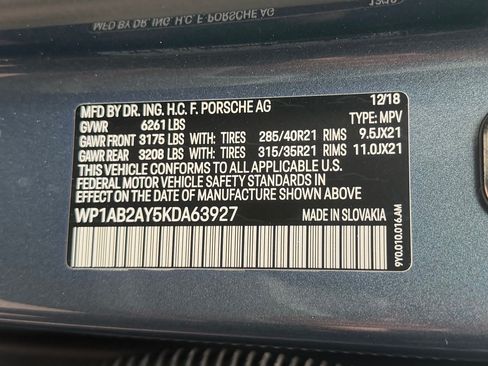 MFD BY DR. ING. H.C. F. PORSCHE AG 12/18
GVWR 6261 LBS TYPE: MPV
GAWR FRONT 3175 LBS WITH: TIRES 285/40R21 RIMS 9.5JX21
GAWR REAR 3208 LBS WITH: TIRES 315/35R21 RIMS 11.0JX21
THIS VEHICLE CONFORMS TO ALL APPLICABLE U.S.
FEDERAL MOTOR VEHICLE SAFETY STANDARDS IN
EFFECT ON THE DATE OF MANUFACTURE SHOWN ABOVE
WP1AB2AY5KDA63927 MADE IN SLOVAKIA
9Y0.010.016.AM